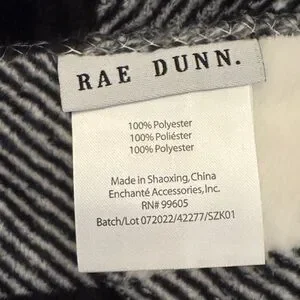 RAE DUNN.
100% Polyester
100% Poliéster
100% Polyester
Made in Shaoxing,China
Enchanté Accessories,Inc.
RN# 99605
Batch/Lot 072022/42277/SZK01